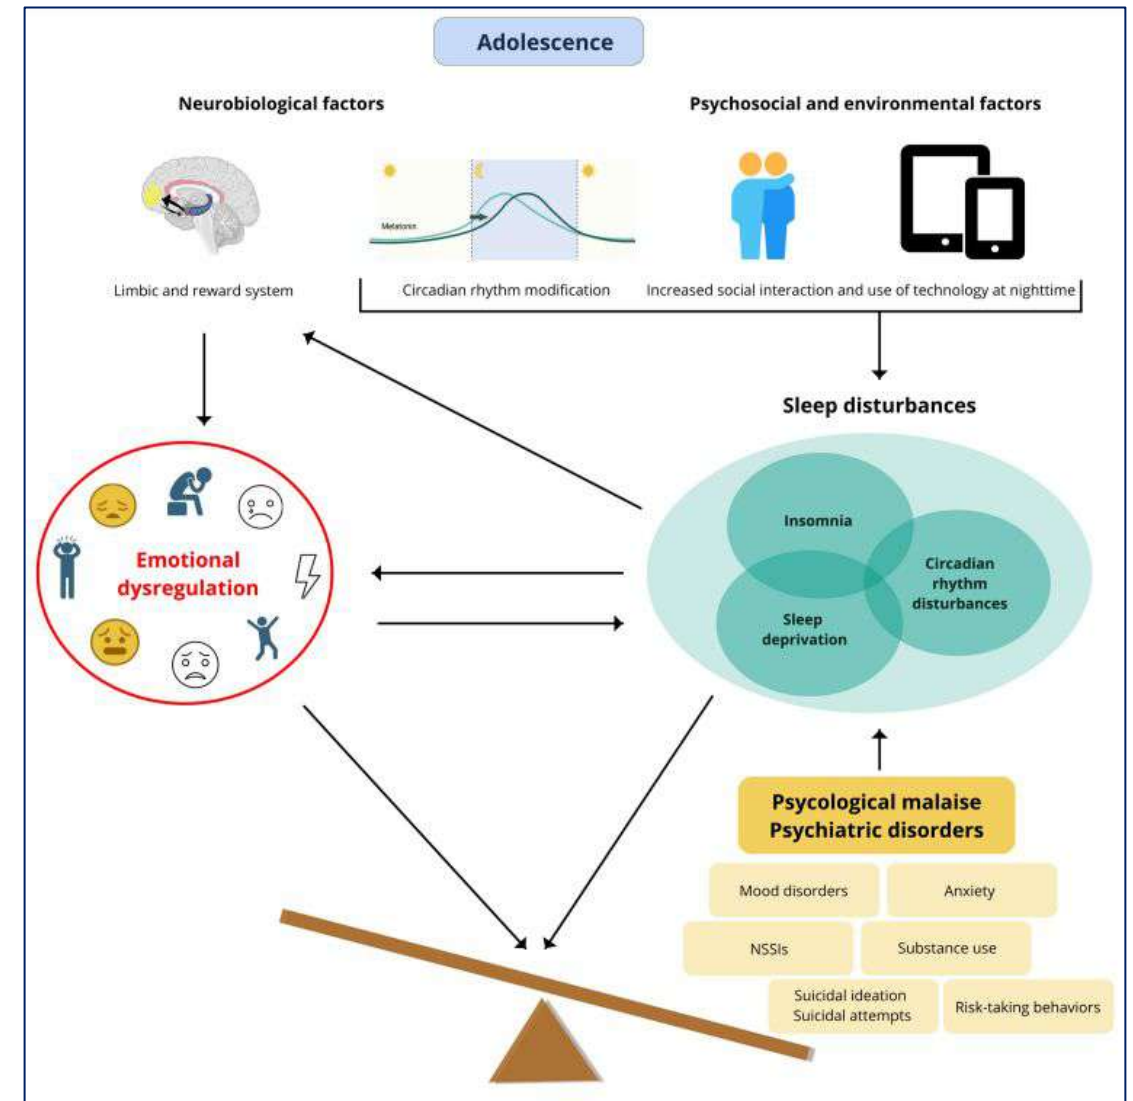 Adolescence
Neurobiological factors
Psychosocial and environmental factors
Melatonin
Limbic and reward system
Circadian rhythm modification
Increased social interaction and use of technology at nighttime
Sleep disturbances
Insomnia
Circadian
rhythm
disturbances
Sleep
deprivation
Emotional
dysregulation
Psycological malaise
Psychiatric disorders
Mood disorders
Anxiety
NSSIs
Substance use
Suicidal ideation
Suicidal attempts
Risk-taking behaviors